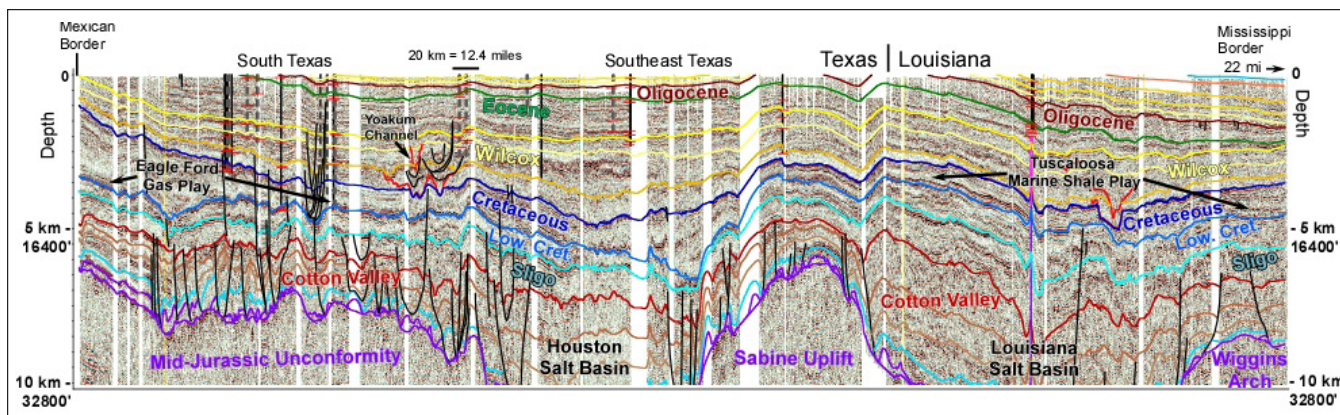 Mexican
Border
South Texas
20 km = 12.4 miles
Southeast Texas
Texas | Louisiana
Mississippi
Border
22 mi
0
0
Depth
Depth
Oligocene
Eocene
Yoakum
Channel
Wilcox
Eagle Ford
Gas Play
Oligocene
Tuscaloosa
Marine Shale Play
Wilcox
Cretaceous
Cretaceous
5 km -
16400'
- 5 km
16400'
Low. Cret.
Low. Cret.
Sligo
Sligo
Cotton Valley
Cotton Valley
Mid-Jurassic Unconformity
Houston
Salt Basin
Sabine Uplift
Louisiana
Salt Basin
Wiggins
Arch
10 km -
32800'
- 10 km
32800'